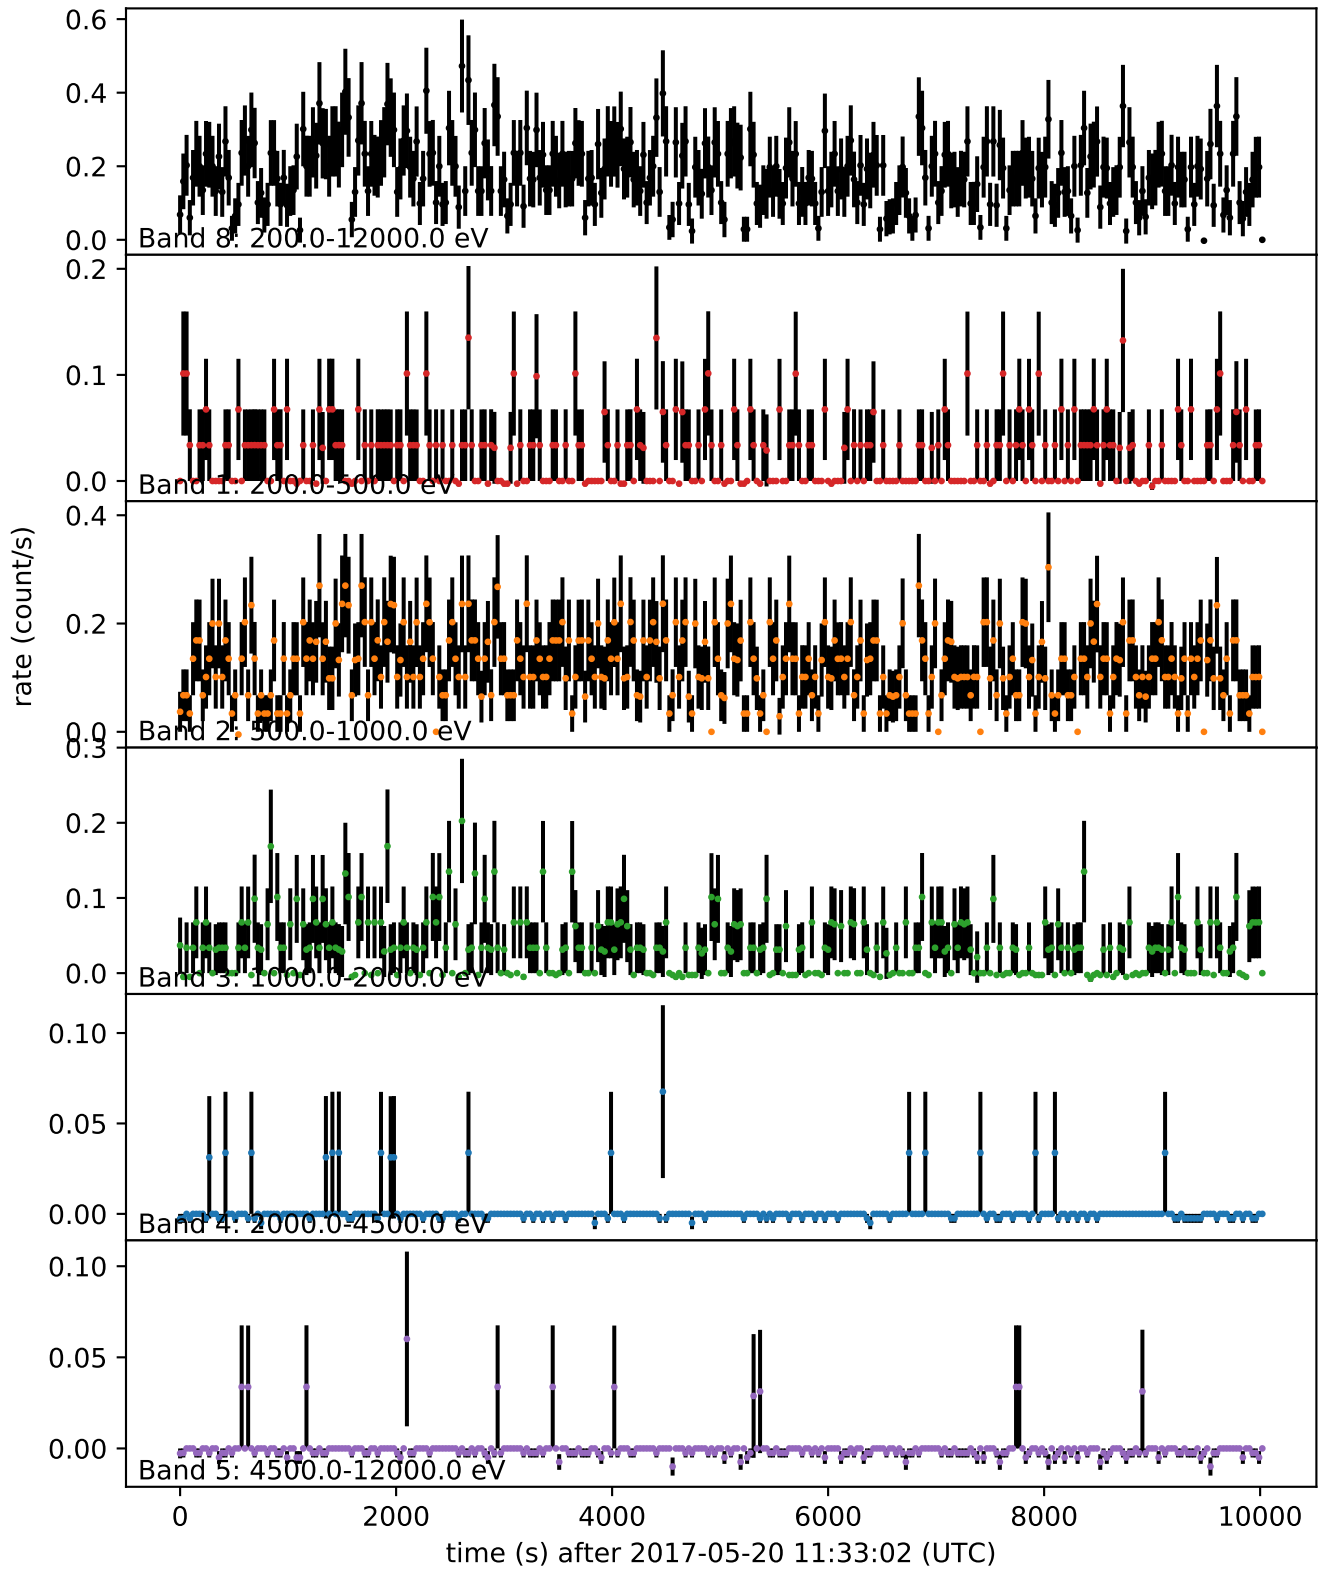 0.6
0.4
0.2
0.0
Band 8: 200.0-12000.0 eV
0.2
0.1
0.0
Band 1: 200.0-500.0 eV
0.4
0.2
0.0
Band 2: 500.0-1000.0 eV
rate (count/s)
0.3
0.2
0.1
0.0
Band 3: 1000.0-2000.0 eV
0.10
0.05
0.00
Band 4: 2000.0-4500.0 eV
0.10
0.05
0.00
Band 5: 4500.0-12000.0 eV
0 2000 4000 6000 8000 10000
time (s) after 2017-05-20 11:33:02 (UTC)